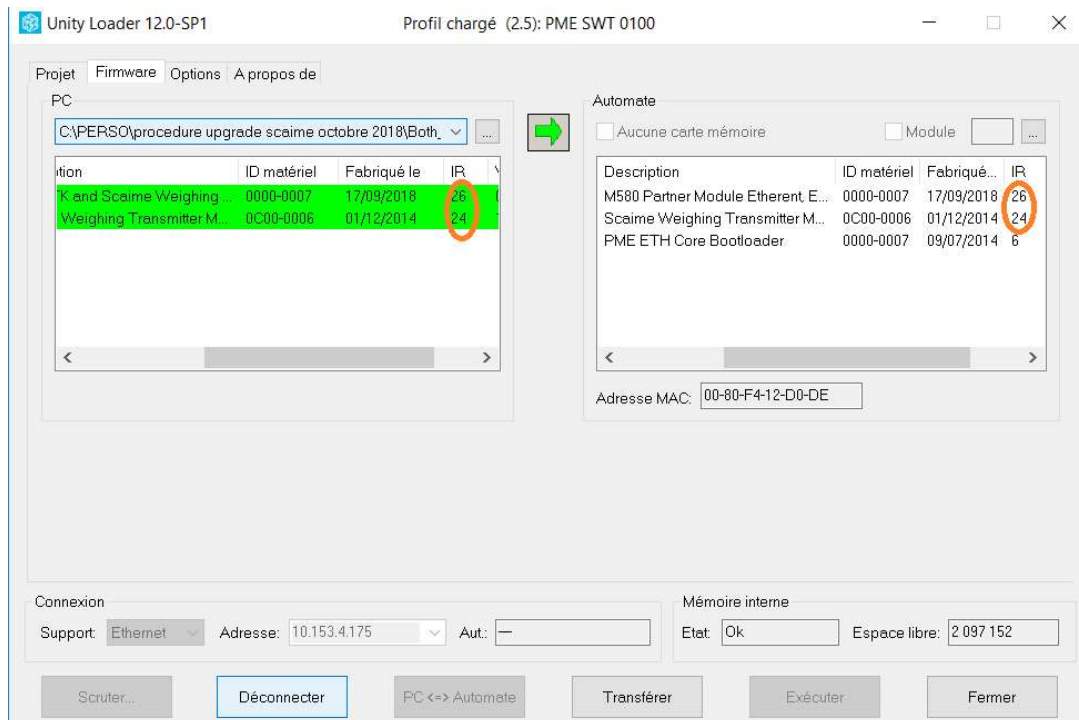 Unity Loader 12.0-SP1
Profil chargé (2.5): PME SWT 0100
Projet Firmware Options A propos de
PC
C:\PERSO\procedure upgrade scaime octobre 2018\Both_ ...
ition ID matériel Fabriqué le IR
K and Scaime Weighing ... 0000-0007 17/09/2018 26
Weighing Transmitter M... 0C00-0006 01/12/2014 24
Automate
Aucune carte mémoire Module ...
Description ID matériel Fabriqué... IR
M580 Partner Module Etherent, E... 0000-0007 17/09/2018 26
Scaime Weighing Transmitter M... 0C00-0006 01/12/2014 24
PME ETH Core Bootloader 0000-0007 09/07/2014 6
Adresse MAC: 00-80-F4-12-D0-DE
Connexion
Support: Ethernet Adresse: 10.153.4.175 Aut.: —
Mémoire interne
Etat: Ok Espace libre: 2 097 152
Scruter... Déconnecter PC <=> Automate Transférer Exécuter Fermer